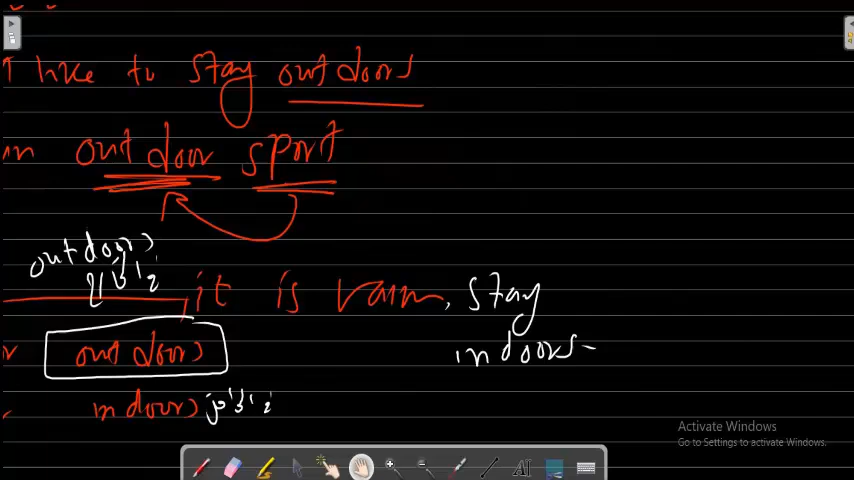 I like to stay outdoors
an outdoor sport
outdoors
it is rain, stay
indoors
outdoors
indoors
Activate Windows
Go to Settings to activate Windows.